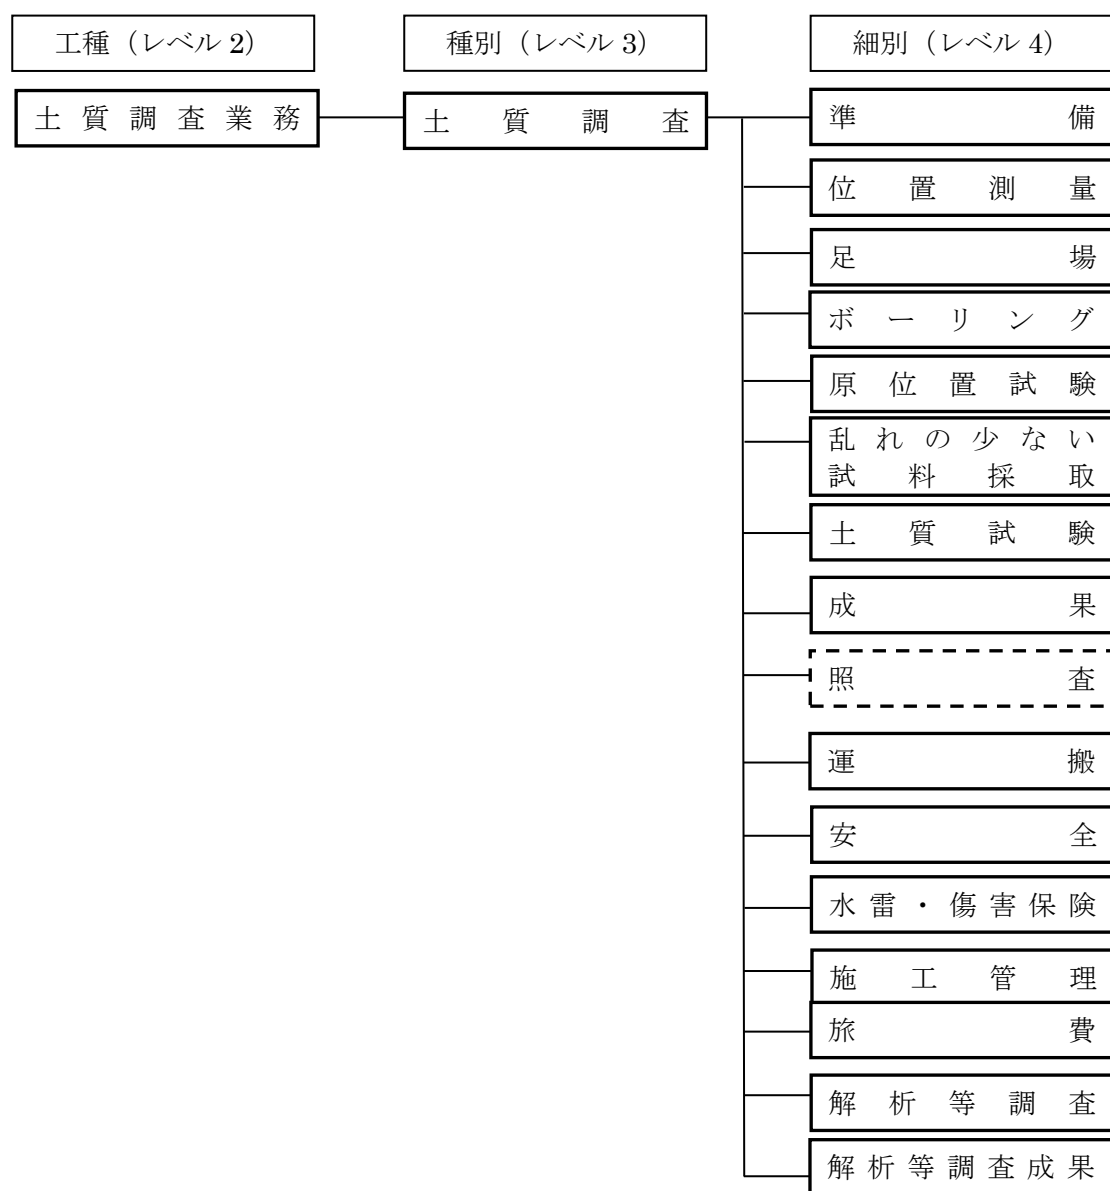 工種（レベル 2）
種別（レベル 3）
細別（レベル 4）
土質調査業務
土質調査
準備
位置測量
足場
ボーリング
原位置試験
乱れの少ない
試料採取
土質試験
成果
照査
運搬
安全
水雷・傷害保険
施工管理
旅費
解析等調査
解析等調査成果